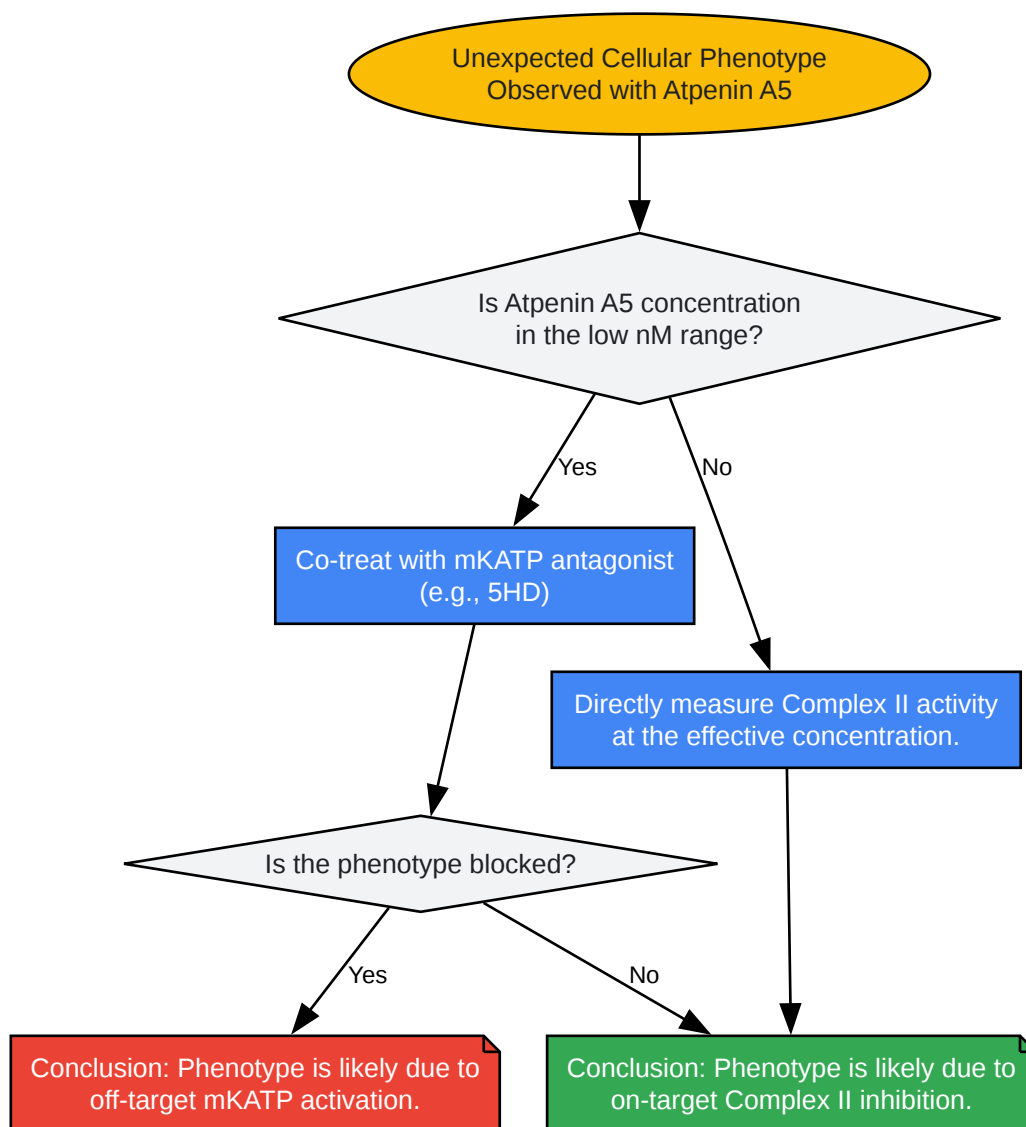 Unexpected Cellular Phenotype
Observed with Atpenin A5
Is Atpenin A5 concentration
in the low nM range?
Yes
No
Co-treat with mKATP antagonist
(e.g., 5HD)
Directly measure Complex II activity
at the effective concentration.
Is the phenotype blocked?
Yes
No
Conclusion: Phenotype is likely due to
off-target mKATP activation.
Conclusion: Phenotype is likely due to
on-target Complex II inhibition.